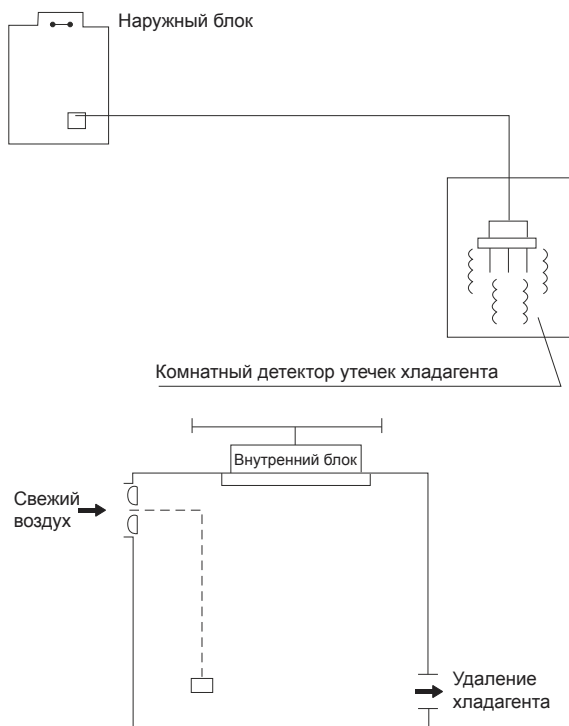 Наружный блок
Комнатный детектор утечек хладагента
Внутренний блок
Свежий
воздух
Удаление
хладагента